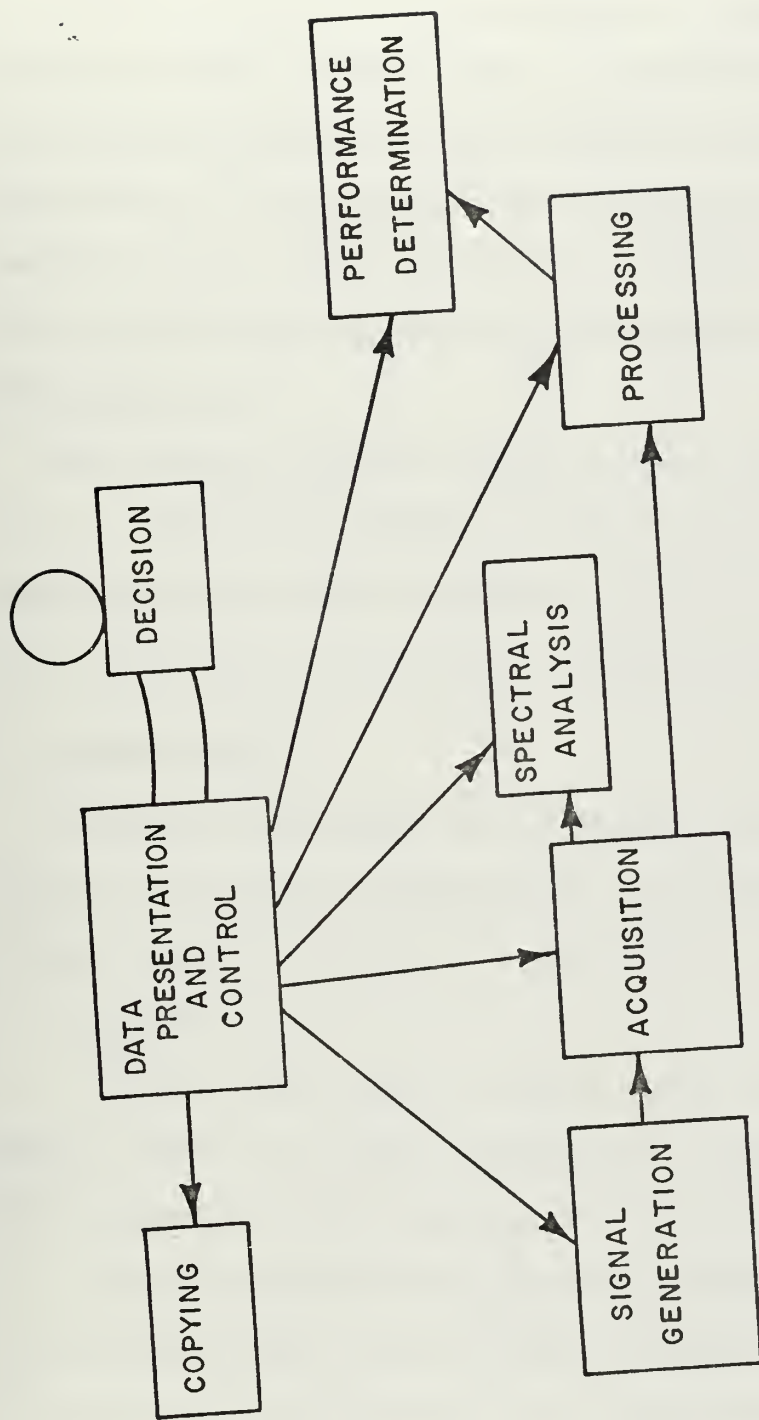 COPYING
DATA
PRESENTATION
AND
CONTROL
DECISION
PERFORMANCE
DETERMINATION
SIGNAL
GENERATION
ACQUISITION
SPECTRAL
ANALYSIS
PROCESSING